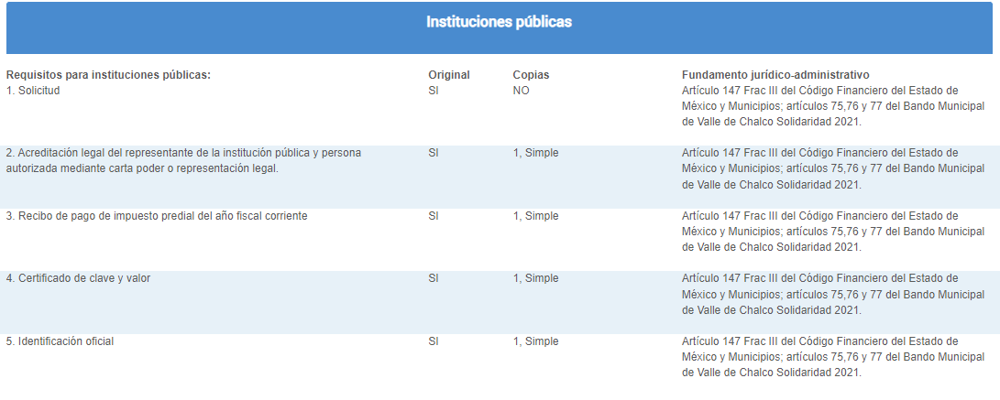 Instituciones públicas
Requisitos para instituciones públicas: Original Copias Fundamento jurídico-administrativo
1. Solicitud SI NO Artículo 147 Frac III del Código Financiero del Estado de
México y Municipios; artículos 75,76 y 77 del Bando Municipal
de Valle de Chalco Solidaridad 2021.
2. Acreditación legal del representante de la institución pública y persona SI 1, Simple Artículo 147 Frac III del Código Financiero del Estado de
autorizada mediante carta poder o representación legal. México y Municipios; artículos 75,76 y 77 del Bando Municipal
de Valle de Chalco Solidaridad 2021.
3. Recibo de pago de impuesto predial del año fiscal corriente SI 1, Simple Artículo 147 Frac III del Código Financiero del Estado de
México y Municipios; artículos 75,76 y 77 del Bando Municipal
de Valle de Chalco Solidaridad 2021.
4. Certificado de clave y valor SI 1, Simple Artículo 147 Frac III del Código Financiero del Estado de
México y Municipios; artículos 75,76 y 77 del Bando Municipal
de Valle de Chalco Solidaridad 2021.
5. Identificación oficial SI 1, Simple Artículo 147 Frac III del Código Financiero del Estado de
México y Municipios; artículos 75,76 y 77 del Bando Municipal
de Valle de Chalco Solidaridad 2021.